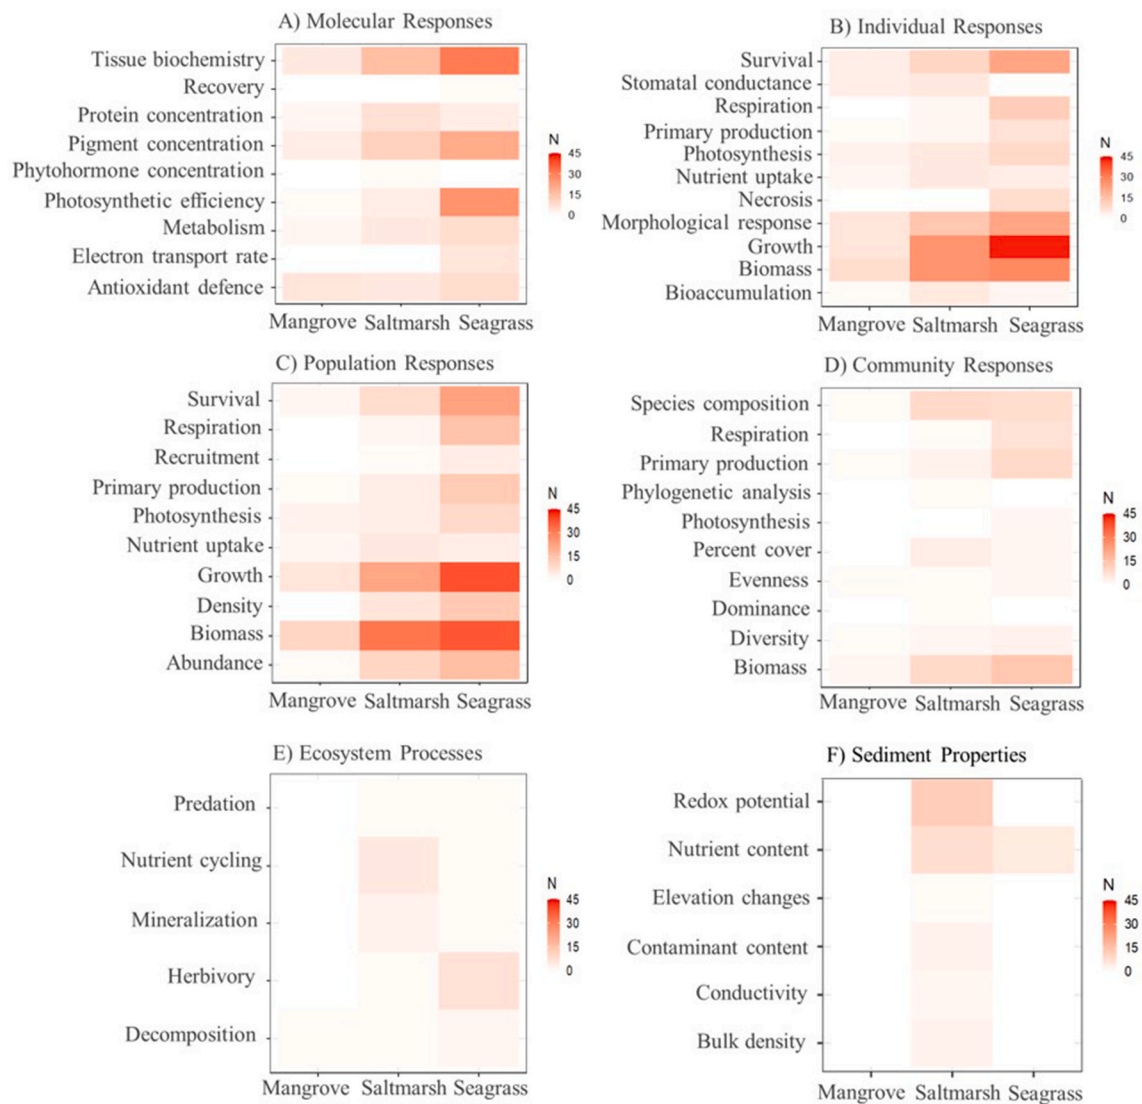 A) Molecular Responses
Tissue biochemistry
Recovery
Protein concentration
Pigment concentration
Phytohormone concentration
Photosynthetic efficiency
Metabolism
Electron transport rate
Antioxidant defence
Mangrove Saltmarsh Seagrass
N
45
30
15
0
B) Individual Responses
Survival
Stomatal conductance
Respiration
Primary production
Photosynthesis
Nutrient uptake
Necrosis
Morphological response
Growth
Biomass
Bioaccumulation
Mangrove Saltmarsh Seagrass
N
45
30
15
0
C) Population Responses
Survival
Respiration
Recruitment
Primary production
Photosynthesis
Nutrient uptake
Growth
Density
Biomass
Abundance
Mangrove Saltmarsh Seagrass
N
45
30
15
0
D) Community Responses
Species composition
Respiration
Primary production
Phylogenetic analysis
Photosynthesis
Percent cover
Evenness
Dominance
Diversity
Biomass
Mangrove Saltmarsh Seagrass
N
45
30
15
0
E) Ecosystem Processes
Predation
Nutrient cycling
Mineralization
Herbivory
Decomposition
Mangrove Saltmarsh Seagrass
N
45
30
15
0
F) Sediment Properties
Redox potential
Nutrient content
Elevation changes
Contaminant content
Conductivity
Bulk density
Mangrove Saltmarsh Seagrass
N
45
30
15
0